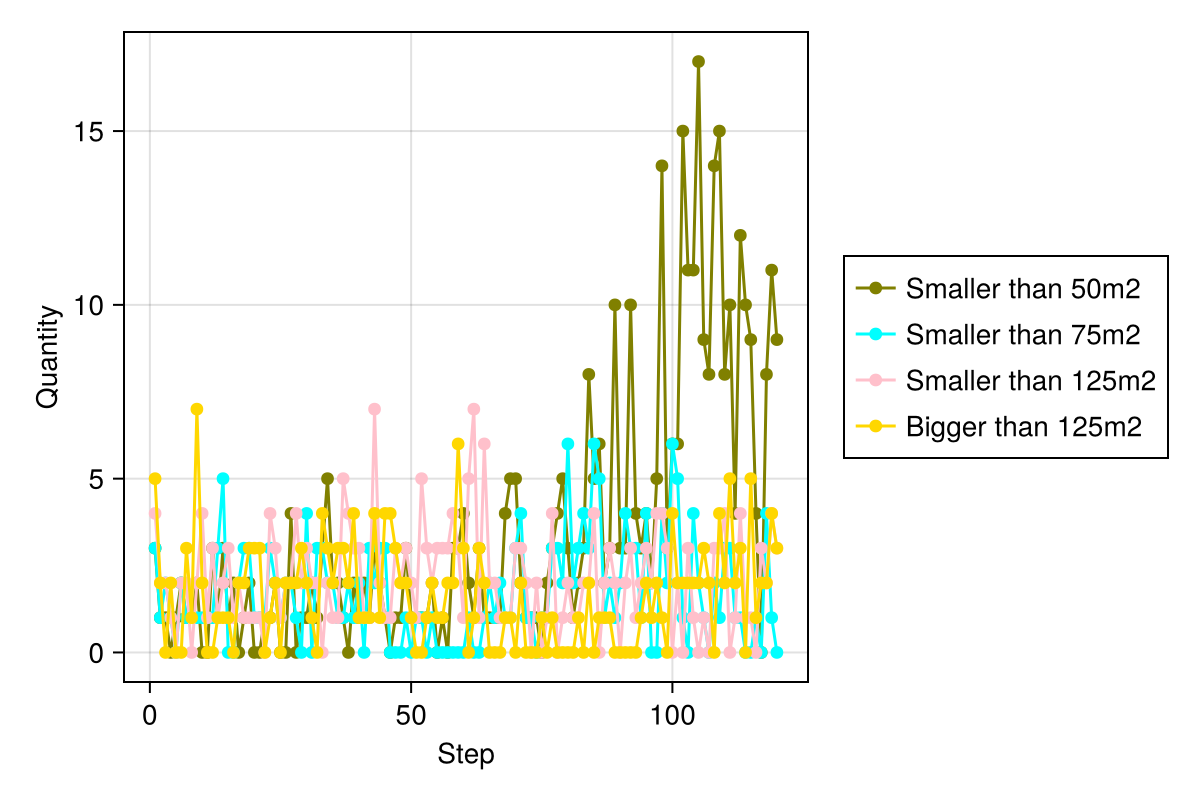 15
10
5
0
Quantity
0
50
100
Step
Smaller than 50m2
Smaller than 75m2
Smaller than 125m2
Bigger than 125m2